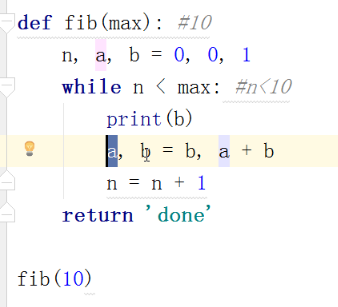 def fib(max): #10
    n, a, b = 0, 0, 1
    while n < max: #n<10
        print(b)
        a, b = b, a + b
        n = n + 1
    return 'done'
fib(10)